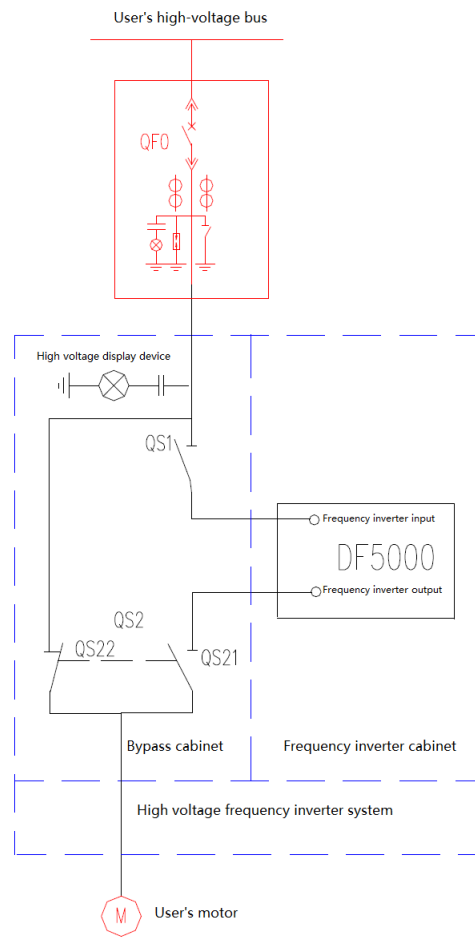 User's high-voltage bus
QF0
High voltage display device
QS1
Frequency inverter input
DF5000
Frequency inverter output
QS2
QS22
QS21
Bypass cabinet
Frequency inverter cabinet
High voltage frequency inverter system
M
User's motor